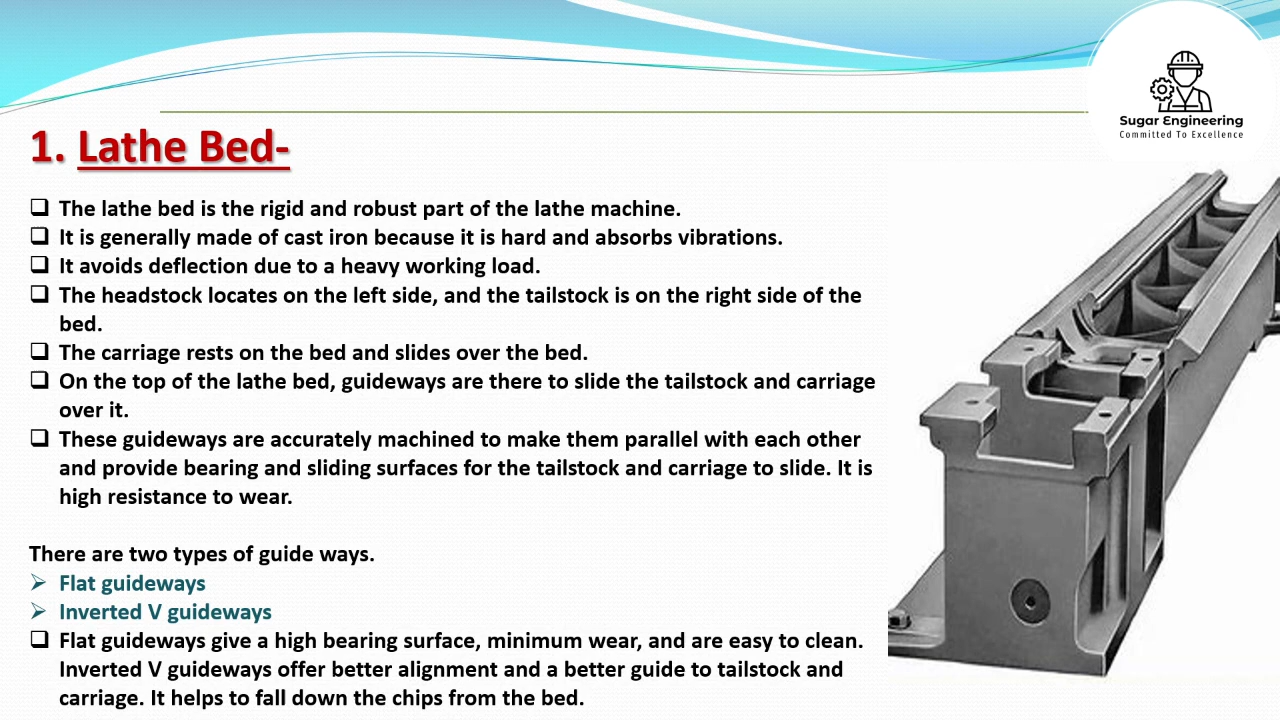 Sugar Engineering
Committed To Excellence
1. Lathe Bed-
❑ The lathe bed is the rigid and robust part of the lathe machine.
❑ It is generally made of cast iron because it is hard and absorbs vibrations.
❑ It avoids deflection due to a heavy working load.
❑ The headstock locates on the left side, and the tailstock is on the right side of the
bed.
❑ The carriage rests on the bed and slides over the bed.
❑ On the top of the lathe bed, guideways are there to slide the tailstock and carriage
over it.
❑ These guideways are accurately machined to make them parallel with each other
and provide bearing and sliding surfaces for the tailstock and carriage to slide. It is
high resistance to wear.
There are two types of guide ways.
➢ Flat guideways
➢ Inverted V guideways
❑ Flat guideways give a high bearing surface, minimum wear, and are easy to clean.
Inverted V guideways offer better alignment and a better guide to tailstock and
carriage. It helps to fall down the chips from the bed.